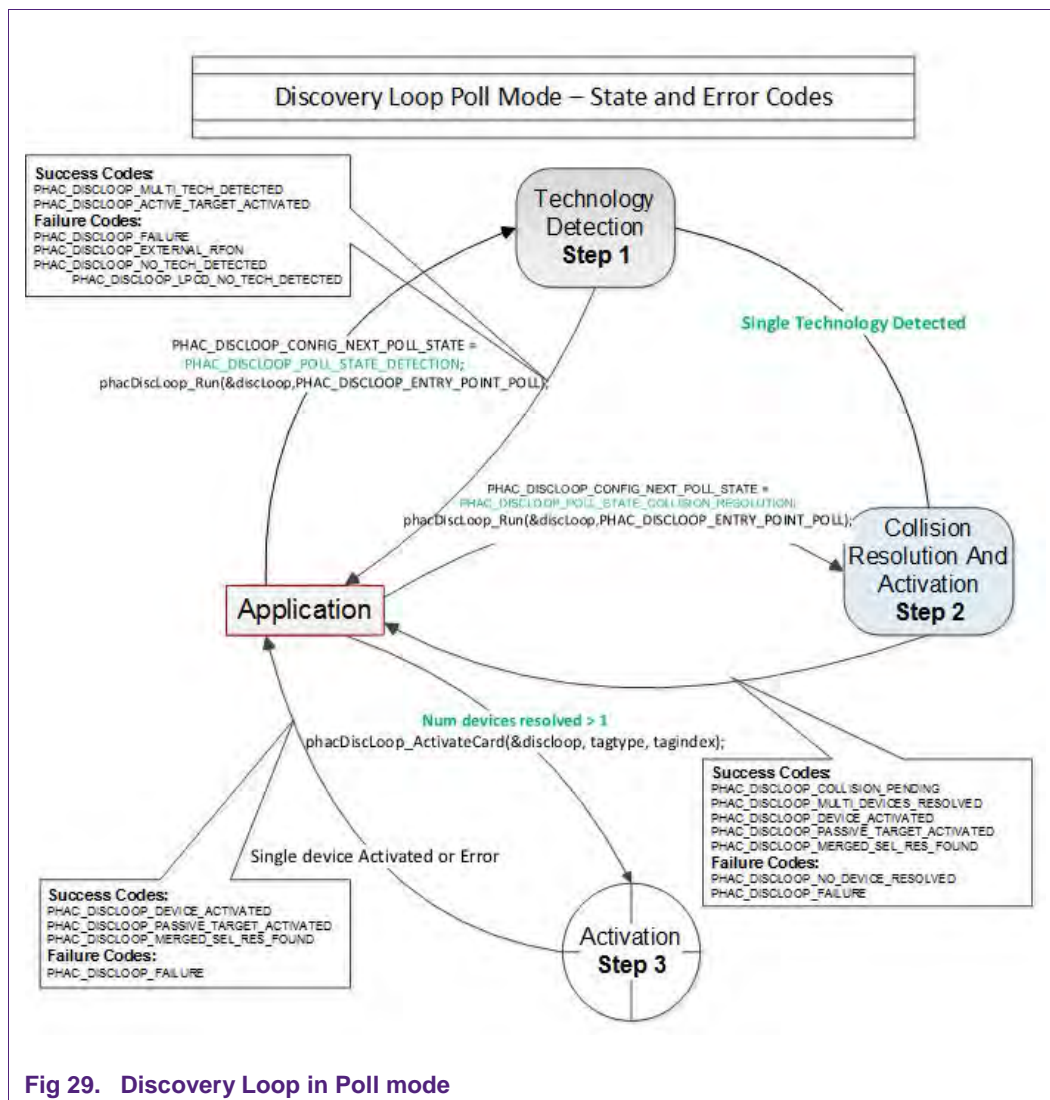 Discovery Loop Poll Mode – State and Error Codes
Success Codes:
PHAC_DISCLOOP_MULTI_TECH_DETECTED
PHAC_DISCLOOP_ACTIVE_TARGET_ACTIVATED
Failure Codes:
PHAC_DISCLOOP_FAILURE
PHAC_DISCLOOP_EXTERNAL_RFON
PHAC_DISCLOOP_NO_TECH_DETECTED
PHAC_DISCLOOP_LPCD_NO_TECH_DETECTED
Technology
Detection
Step 1
Single Technology Detected
PHAC_DISCLOOP_CONFIG_NEXT_POLL_STATE =
PHAC_DISCLOOP_POLL_STATE_DETECTION;
phacDiscLoop_Run(&discLoop,PHAC_DISCLOOP_ENTRY_POINT_POLL);
PHAC_DISCLOOP_CONFIG_NEXT_POLL_STATE =
PHAC_DISCLOOP_POLL_STATE_COLLISION_RESOLUTION;
phacDiscLoop_Run(&discLoop,PHAC_DISCLOOP_ENTRY_POINT_POLL);
Collision
Resolution And
Activation
Step 2
Application
Num devices resolved > 1
phacDiscLoop_ActivateCard(&discloop, tagtype, tagindex);
Success Codes:
PHAC_DISCLOOP_COLLISION_PENDING
PHAC_DISCLOOP_MULTI_DEVICES_RESOLVED
PHAC_DISCLOOP_DEVICE_ACTIVATED
PHAC_DISCLOOP_PASSIVE_TARGET_ACTIVATED
PHAC_DISCLOOP_MERGED_SEL_RES_FOUND
Failure Codes:
PHAC_DISCLOOP_NO_DEVICE_RESOLVED
PHAC_DISCLOOP_FAILURE
Single device Activated or Error
Success Codes:
PHAC_DISCLOOP_DEVICE_ACTIVATED
PHAC_DISCLOOP_PASSIVE_TARGET_ACTIVATED
PHAC_DISCLOOP_MERGED_SEL_RES_FOUND
Failure Codes:
PHAC_DISCLOOP_FAILURE
Activation
Step 3
Fig 29. Discovery Loop in Poll mode